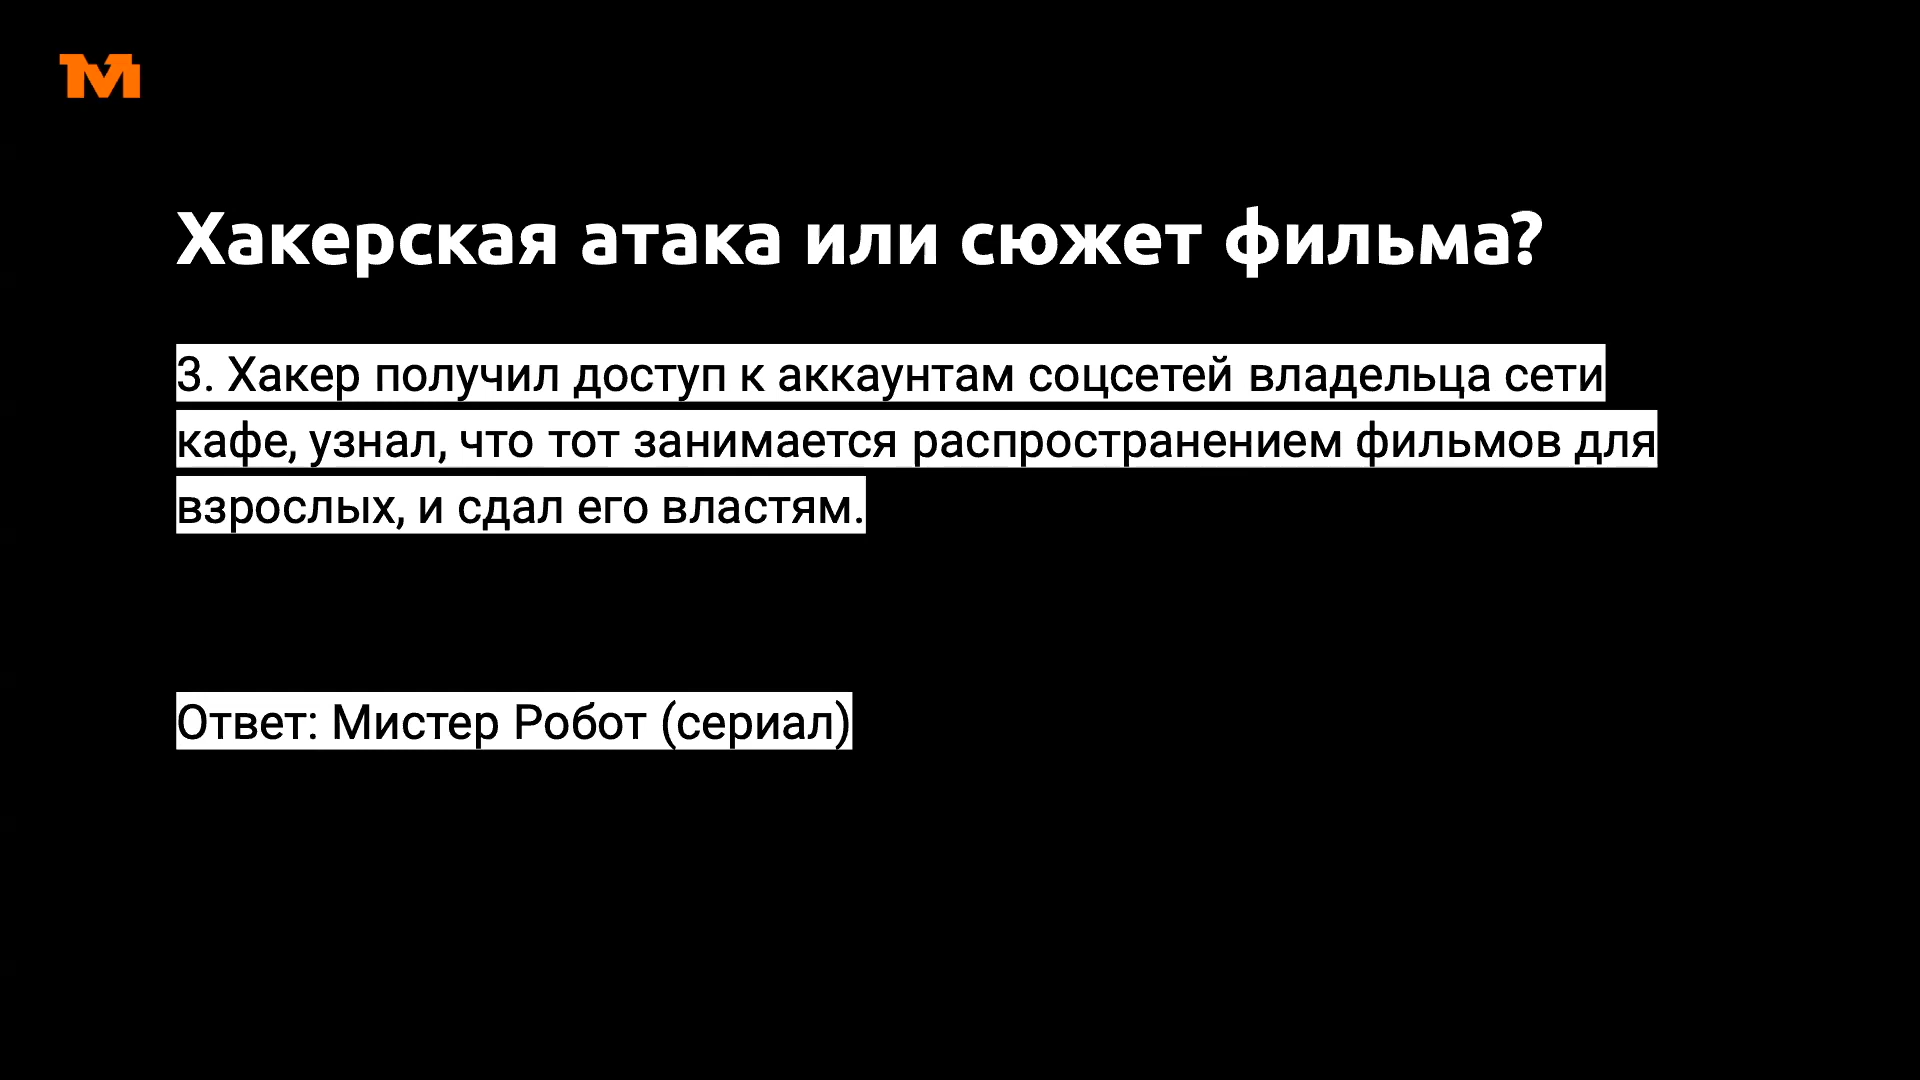 Хакерская атака или сюжет фильма?
3. Хакер получил доступ к аккаунтам соцсетей владельца сети
кафе, узнал, что тот занимается распространением фильмов для
взрослых, и сдал его властям.
Ответ: Мистер Робот (сериал)